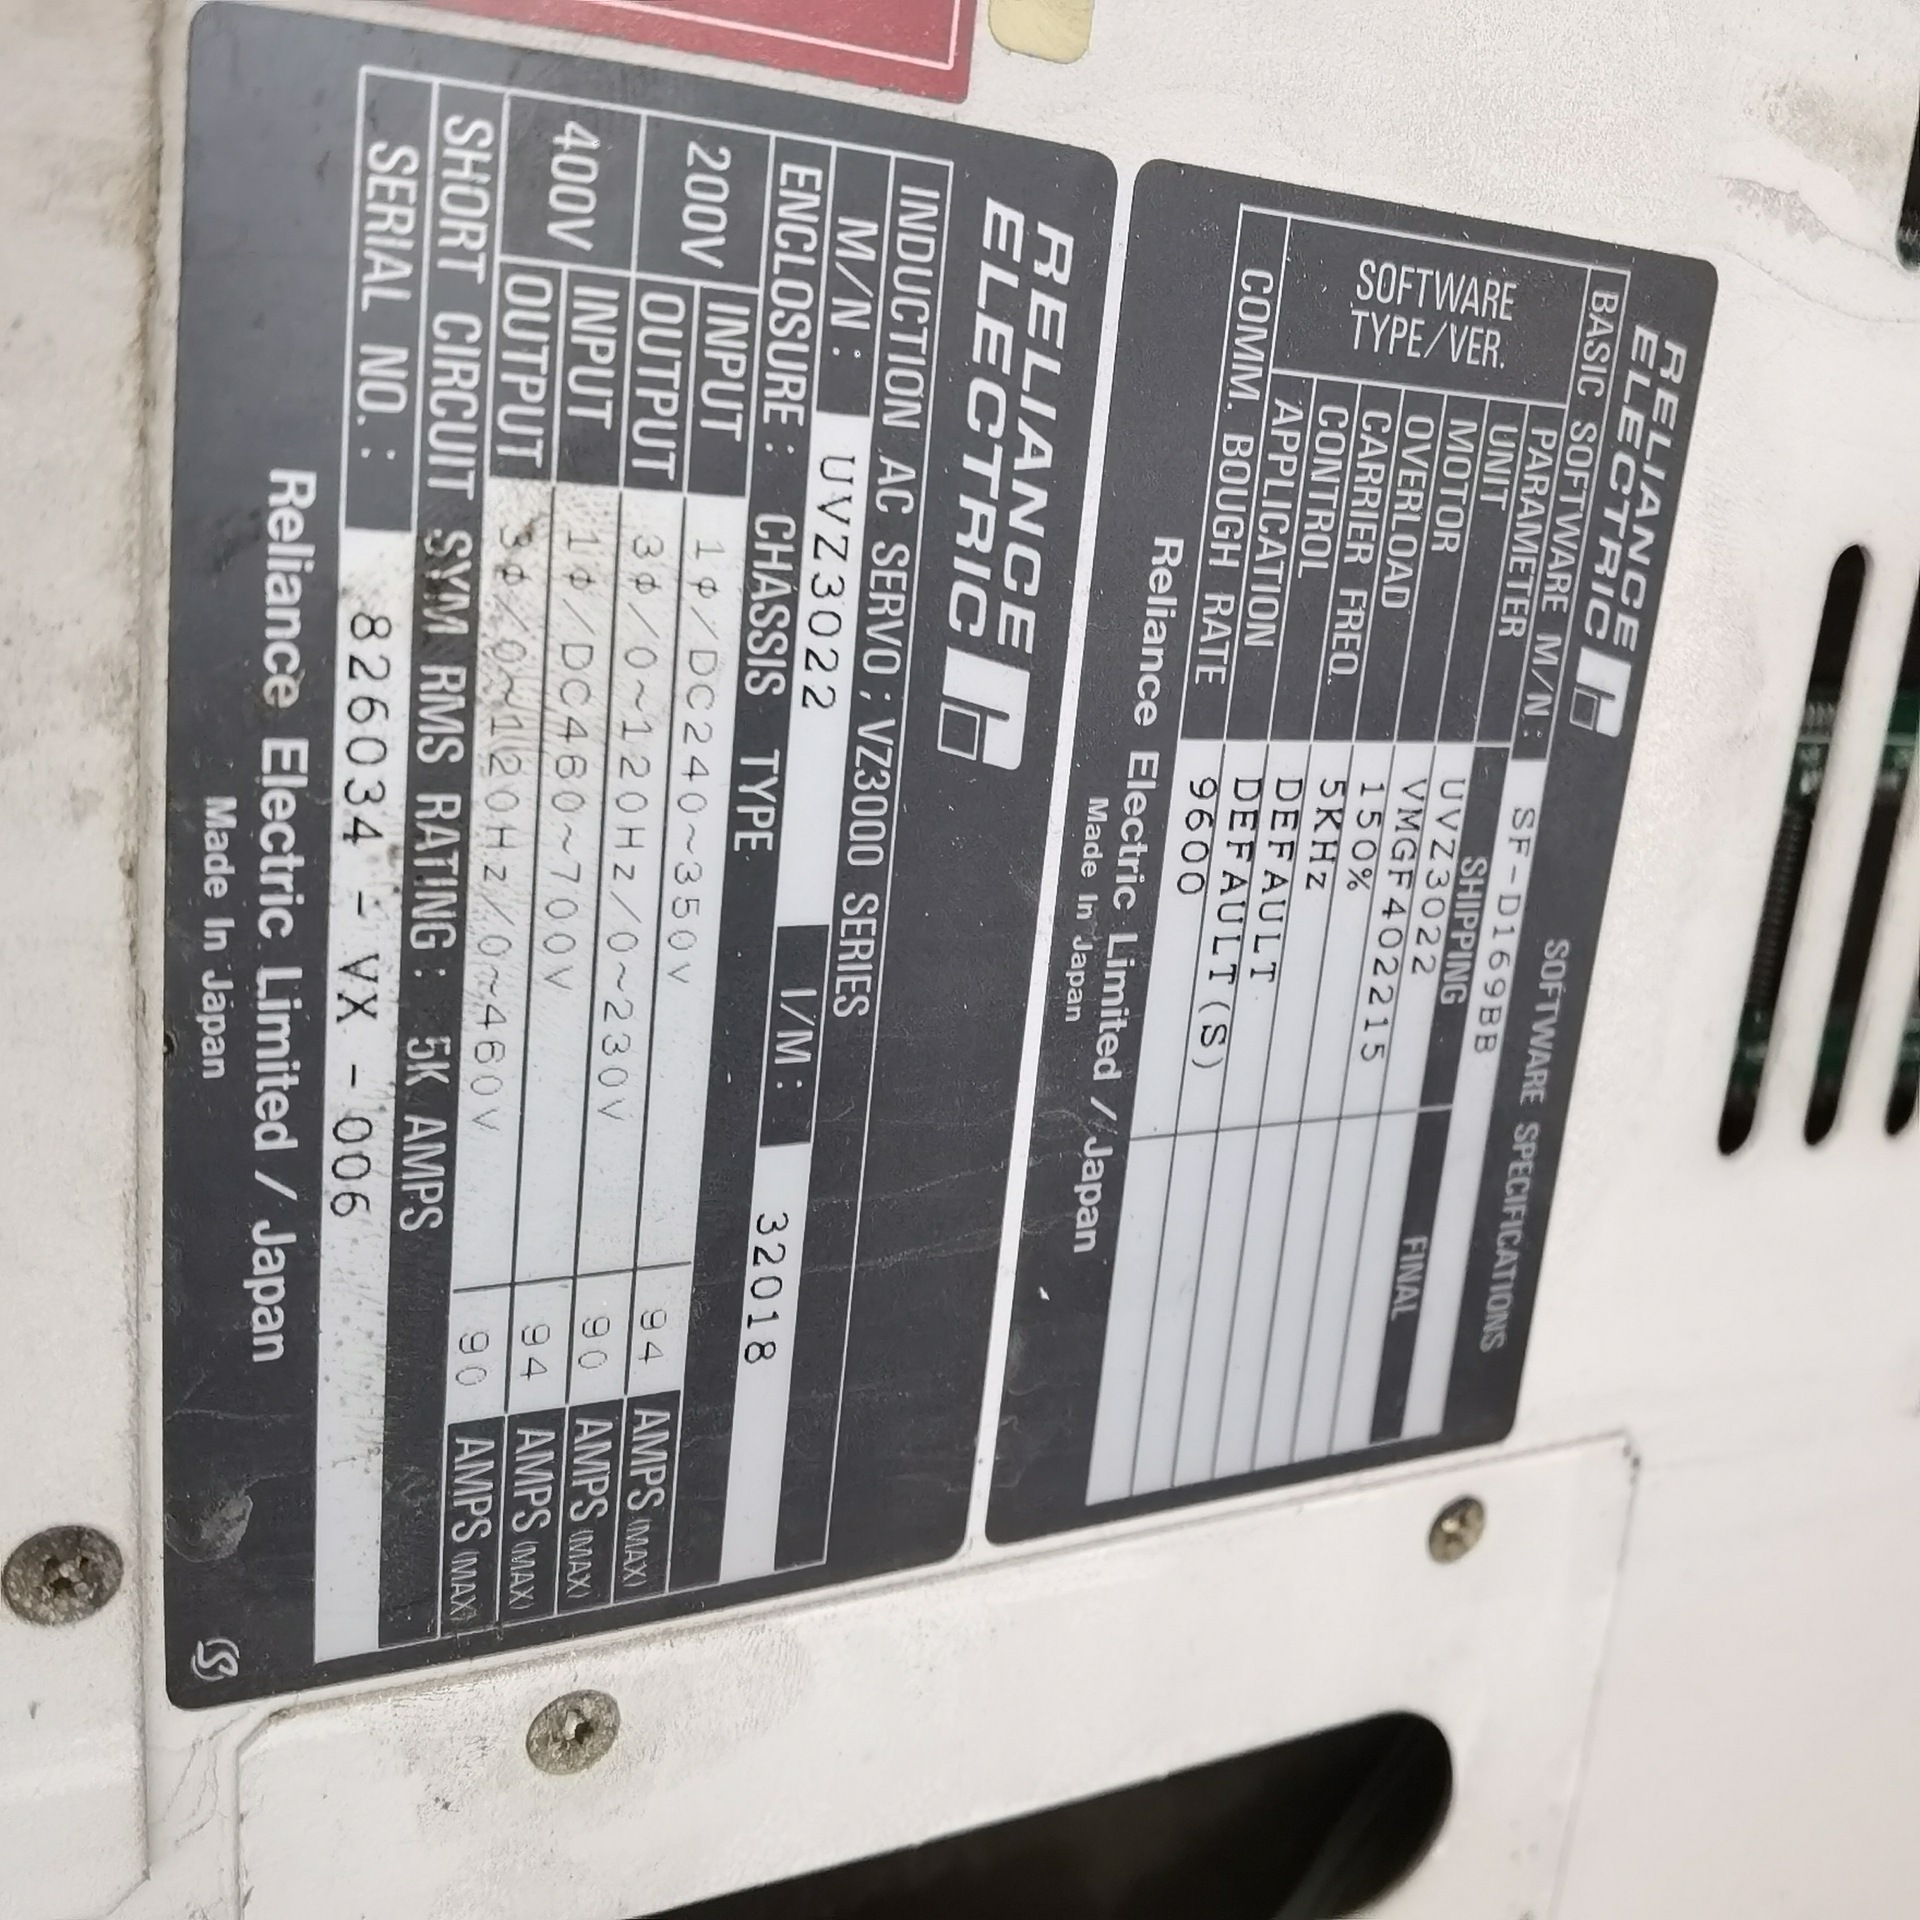 RELIANCE
ELECTRIC
SOFTWARE SPECIFICATIONS
BASIC SOFTWARE M/N: SF-D169BB
SOFTWARE TYPE/VER.
PARAMETER SHIPPING FINAL
UNIT UVZ3022
MOTOR VMGF4022115
OVERLOAD 150%
CARRIER FREQ. 5KHz
CONTROL DEFAULT
APPLICATION DEFAULT(S)
COMM. BOUGH RATE 9600
Reliance Electric Limited / Japan
Made In Japan
RELIANCE
ELECTRIC
INDUCTION AC SERVO; VZ3000 SERIES
M/N: UVZ3022 I/M: 32018
ENCLOSURE: CHASSIS TYPE
200V INPUT 1ϕ/DC240~350V 94 AMPS (MAX)
OUTPUT 3ϕ/0~120Hz/0~230V 90 AMPS (MAX)
400V INPUT 1ϕ/DC460~700V 94 AMPS (MAX)
OUTPUT 3ϕ/0~120Hz/0~460V 90 AMPS (MAX)
SHORT CIRCUIT SYM RMS RATING: 5K AMPS
SERIAL NO.: 826034 - VX - 006
Reliance Electric Limited / Japan
Made In Japan